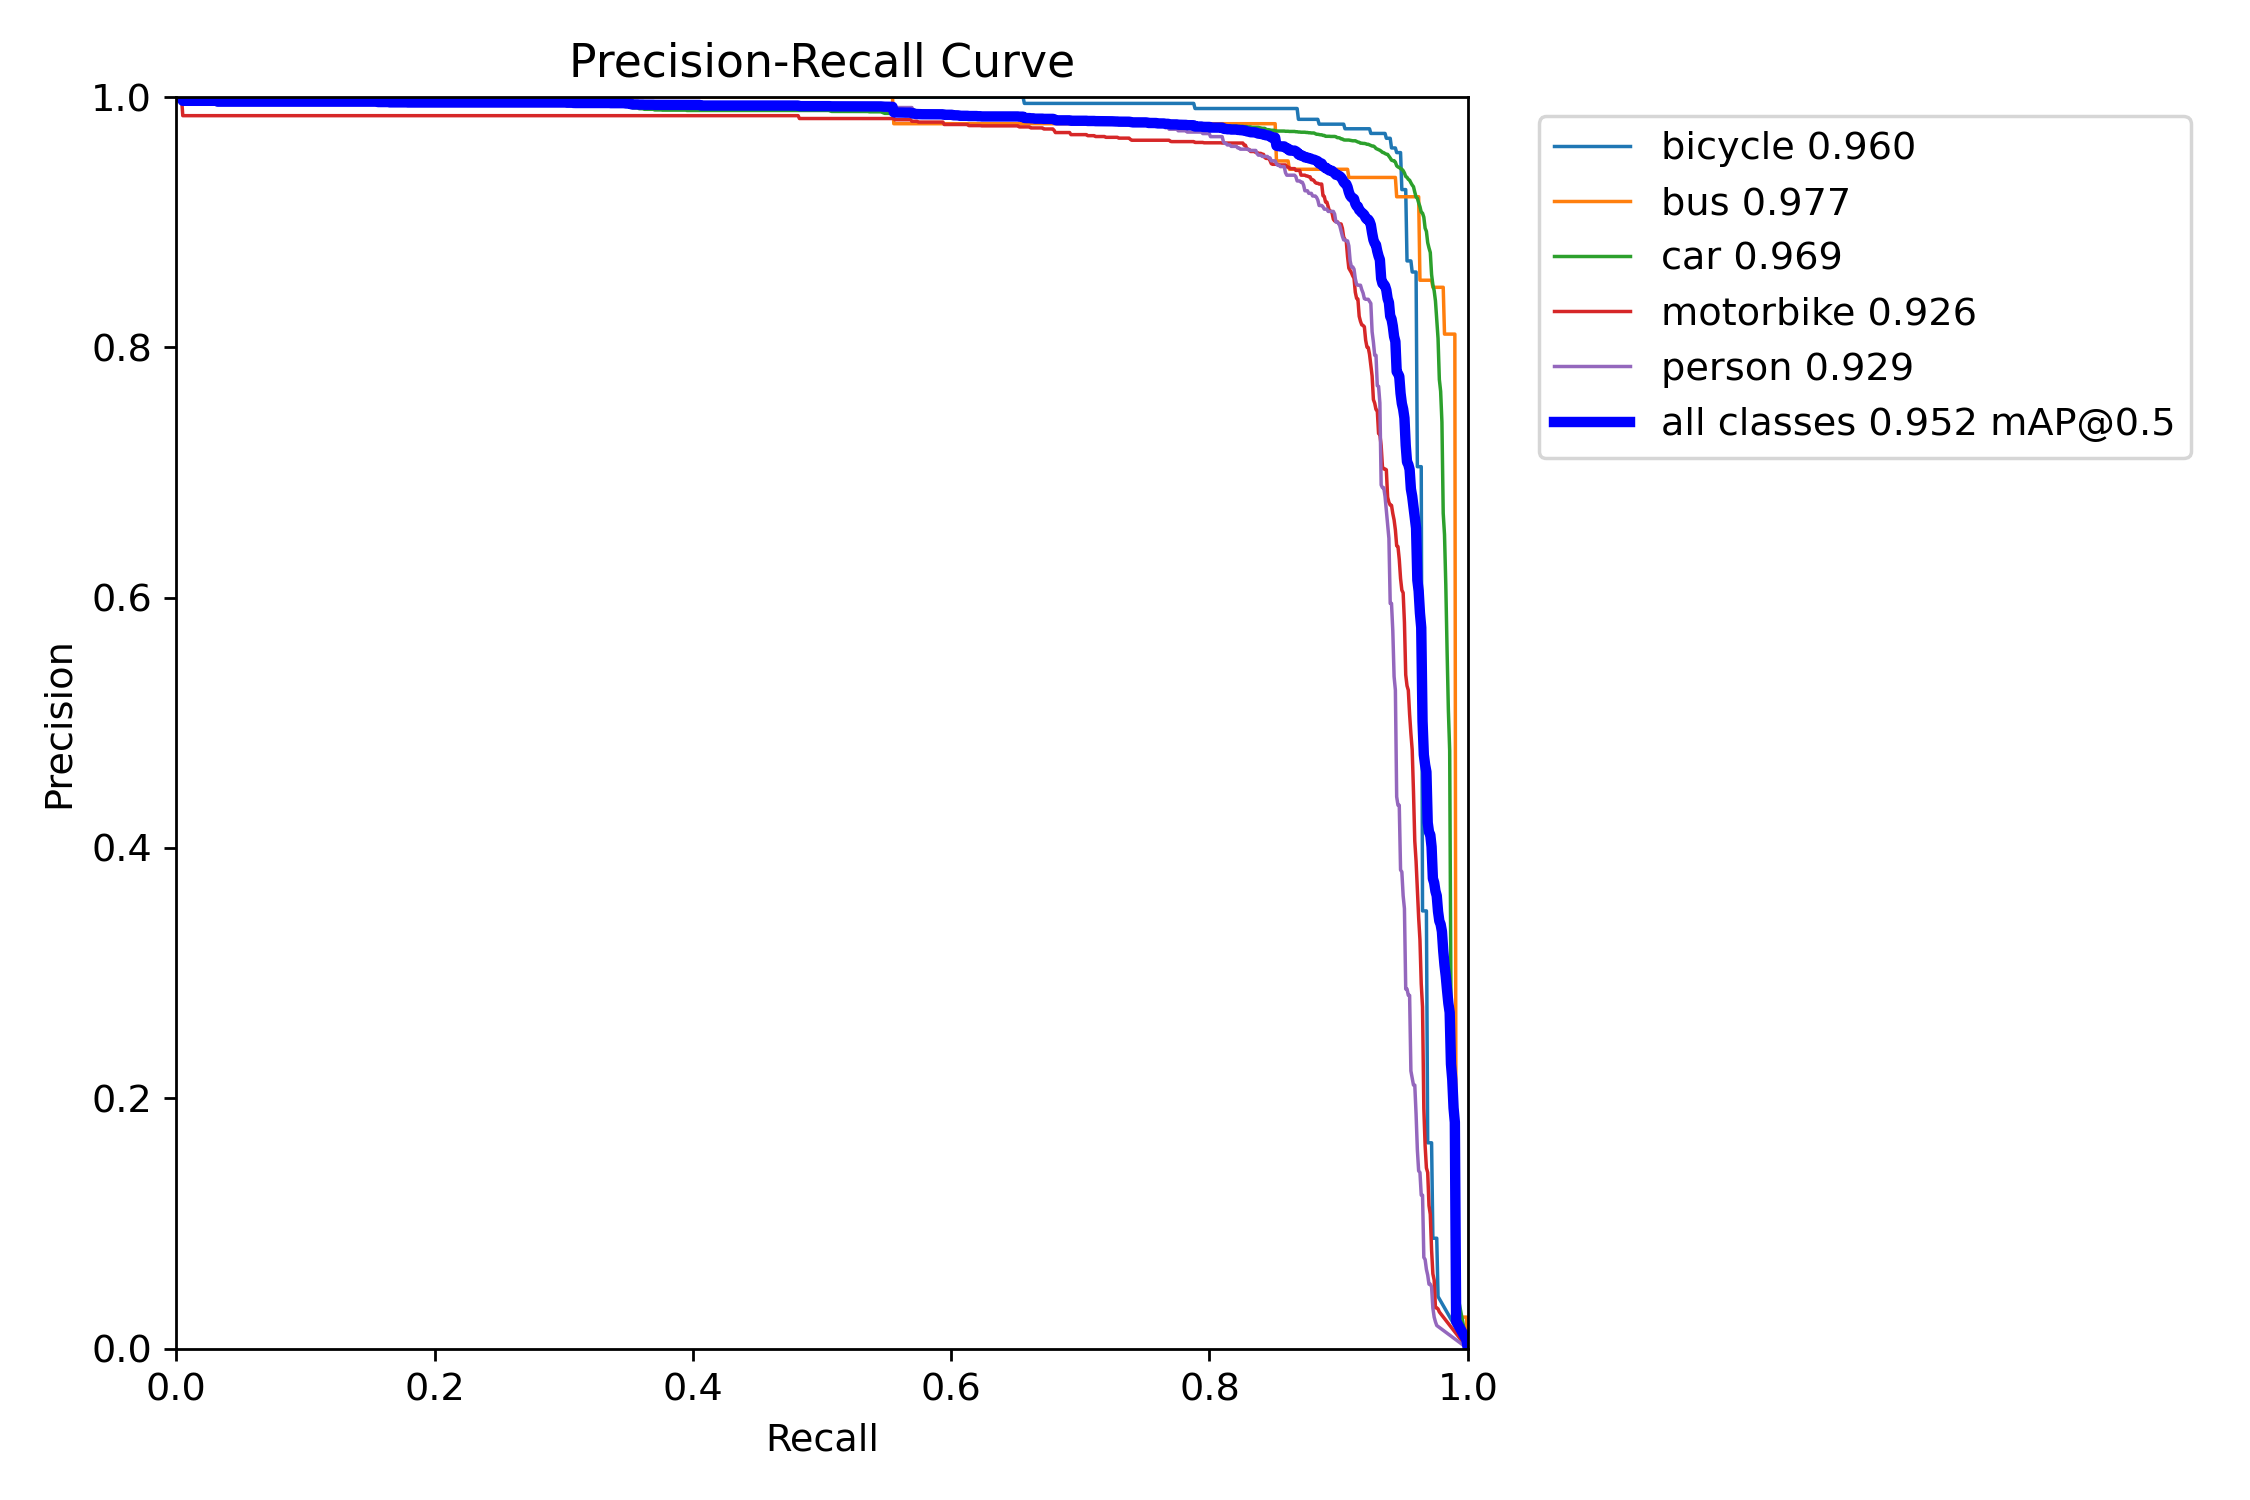 Precision-Recall Curve
1.0
0.8
0.6
0.4
0.2
0.0
Precision
0.0 0.2 0.4 0.6 0.8 1.0
Recall
bicycle 0.960
bus 0.977
car 0.969
motorbike 0.926
person 0.929
all classes 0.952 mAP@0.5